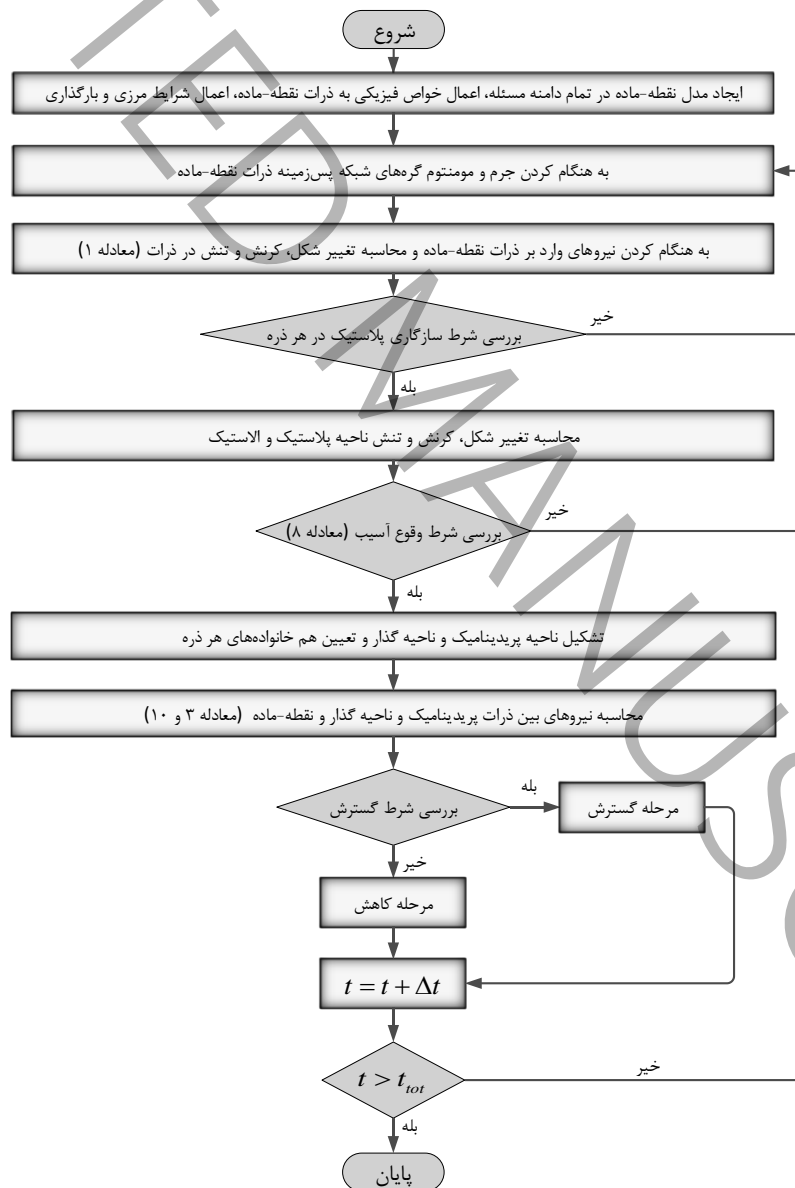 شروع
ایجاد مدل نقطه-ماده در تمام دامنه مسئله، اعمال خواص فیزیکی به ذرات نقطه-ماده، اعمال شرایط مرزی و بارگذاری
به هنگام کردن جرم و مومنتوم گره‌های شبکه پس‌زمینه ذرات نقطه-ماده
به هنگام کردن نیروهای وارد بر ذرات نقطه-ماده و محاسبه تغییر شکل، کرنش و تنش در ذرات (معادله ۱)
خیر
بررسی شرط سازگاری پلاستیک در هر ذره
بله
محاسبه تغییر شکل، کرنش و تنش ناحیه پلاستیک و الاستیک
خیر
بررسی شرط وقوع آسیب (معادله ۸)
بله
تشکیل ناحیه پریدینامیک و ناحیه گذار و تعیین هم خانواده‌های هر ذره
محاسبه نیروهای بین ذرات پریدینامیک و ناحیه گذار و نقطه-ماده (معادله ۳ و ۱۰)
بله
بررسی شرط گسترش
مرحله گسترش
خیر
مرحله کاهش
t = t + Δt
خیر
t > t_tot
بله
پایان
TED MANUSC